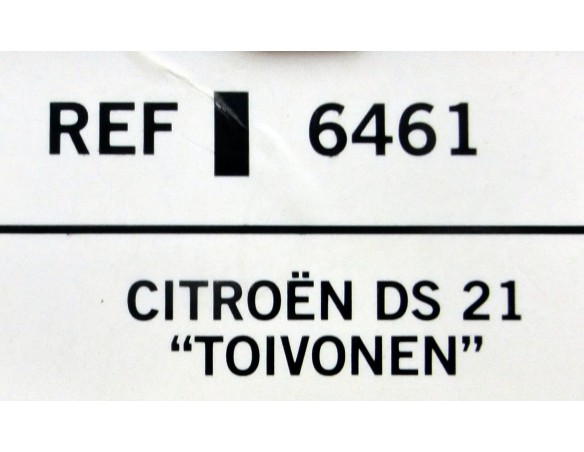 REF 6461
CITROËN DS 21
“TOIVONEN”